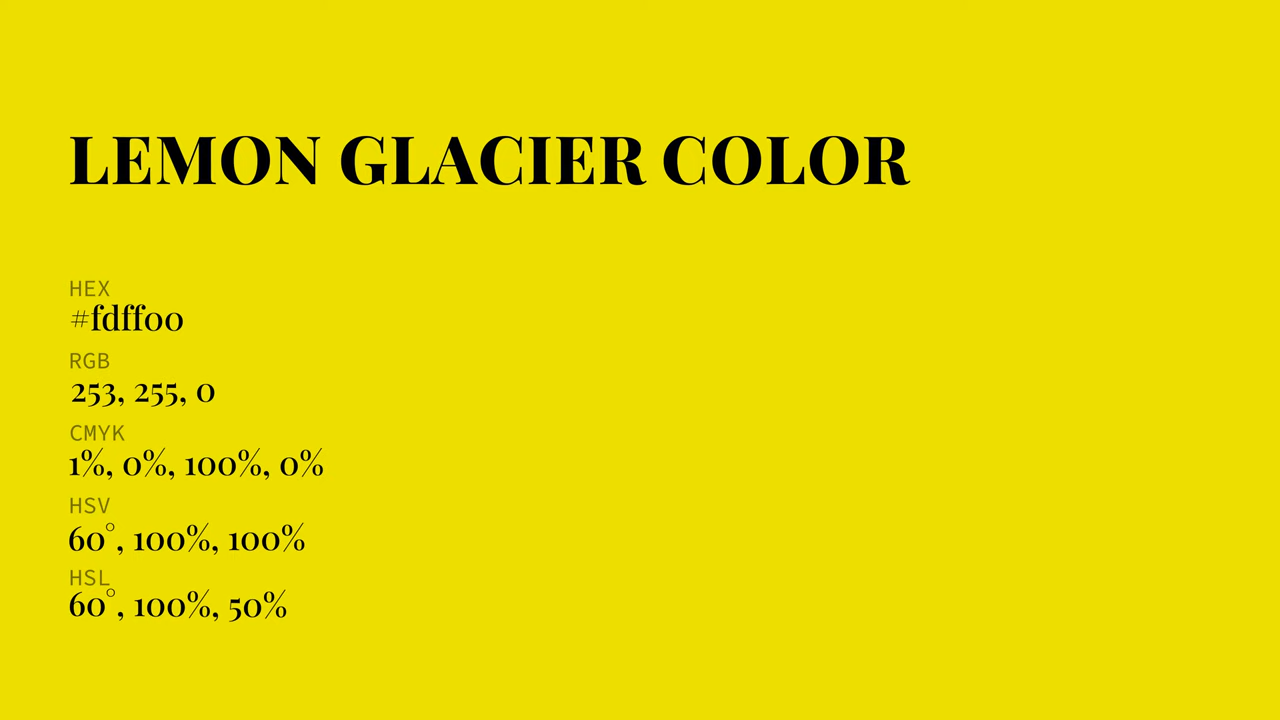 LEMON GLACIER COLOR
HEX
#fdff00
RGB
253, 255, 0
CMYK
1%, 0%, 100%, 0%
HSV
60°, 100%, 100%
HSL
60°, 100%, 50%